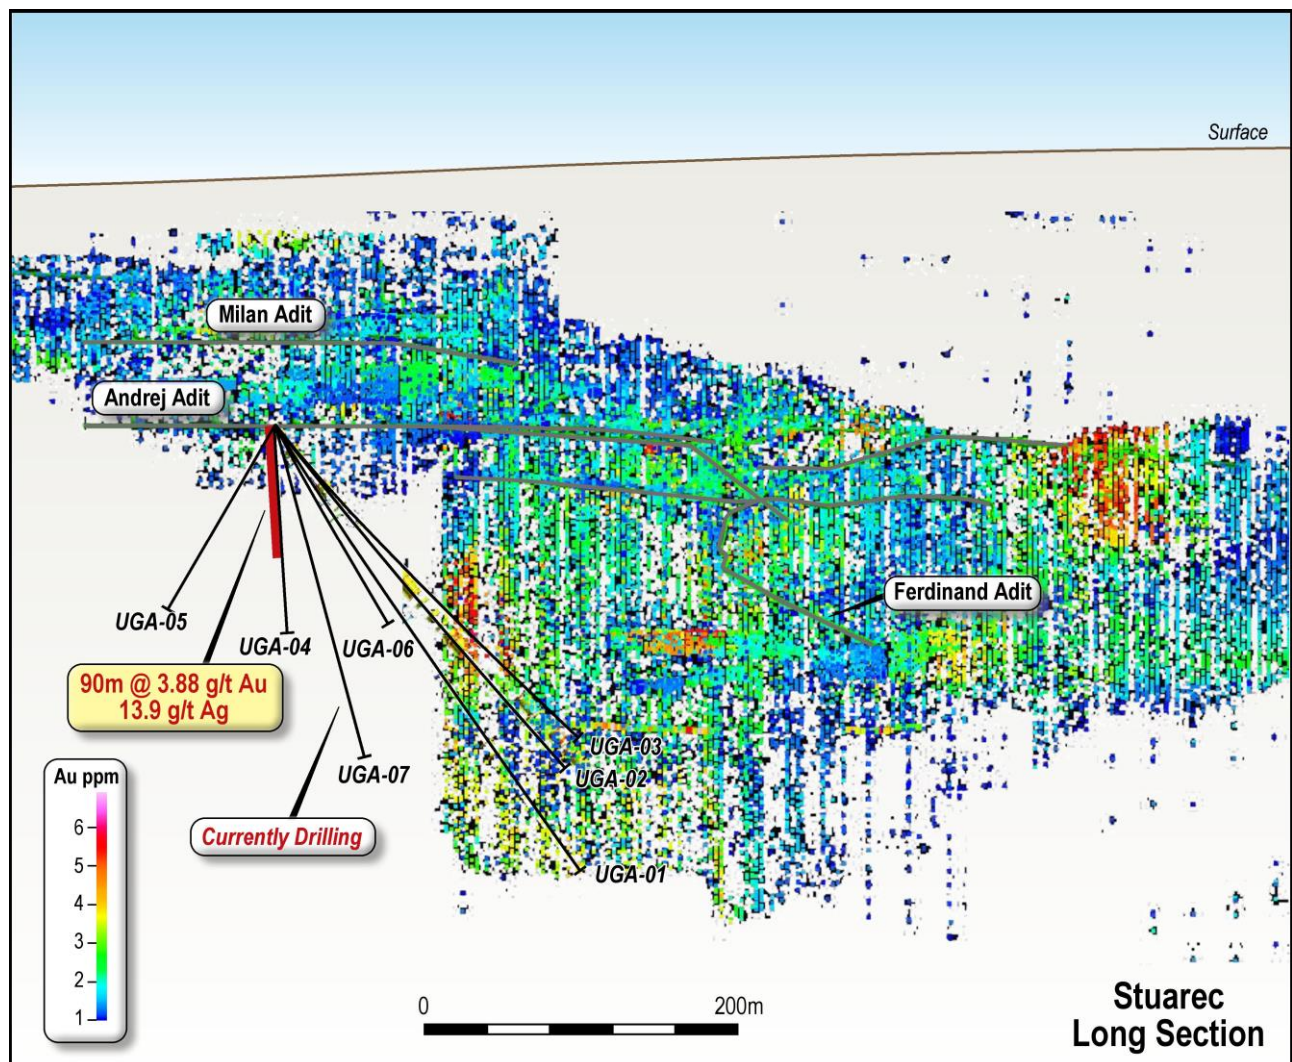 Surface
Milan Adit
Andrej Adit
Ferdinand Adit
UGA-05
UGA-04
UGA-06
90m @ 3.88 g/t Au
13.9 g/t Ag
UGA-03
UGA-02
UGA-07
Currently Drilling
UGA-01
Au ppm
6
5
4
3
2
1
0
200m
Stuarec
Long Section